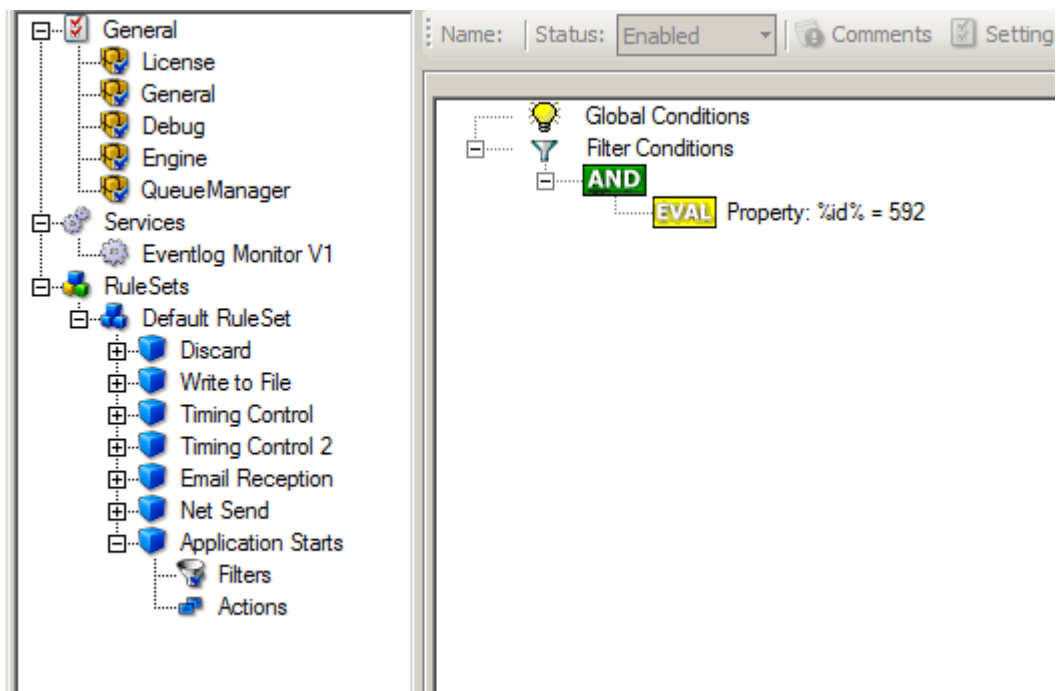 General
License
General
Debug
Engine
QueueManager
Services
Eventlog Monitor V1
RuleSets
Default RuleSet
Discard
Write to File
Timing Control
Timing Control 2
Email Reception
Net Send
Application Starts
Filters
Actions
Name: Status: Enabled Comments Setting
Global Conditions
Filter Conditions
AND
EVAL Property: %id% = 592